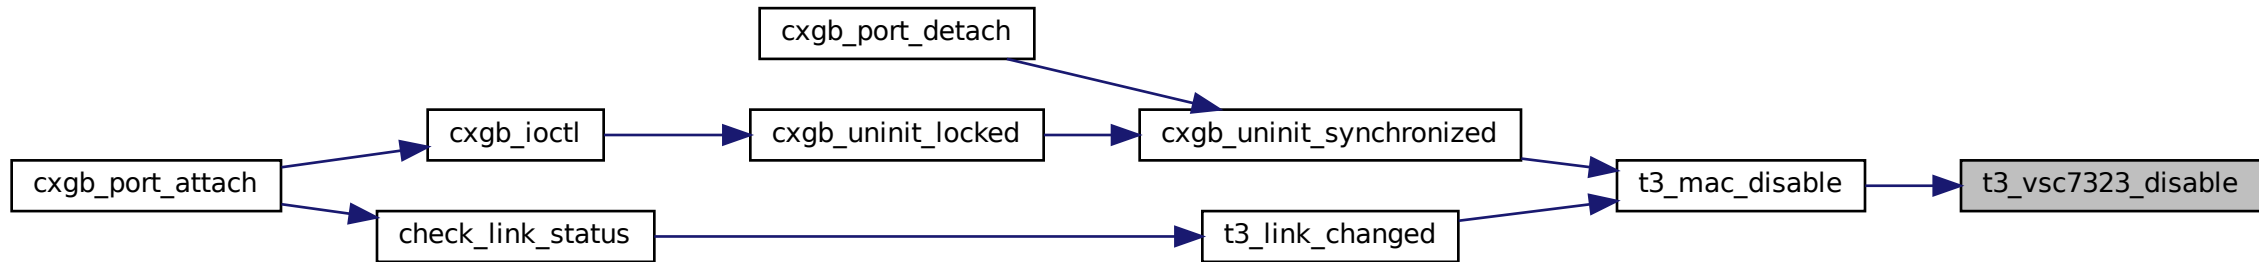 cxgb_port_detach
cxgb_ioctl
cxgb_uninit_locked
cxgb_uninit_synchronized
cxgb_port_attach
t3_mac_disable
t3_vsc7323_disable
check_link_status
t3_link_changed